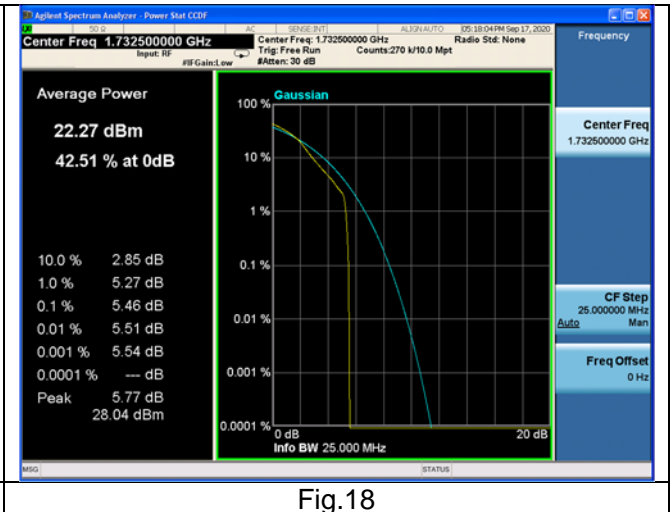 Agilent Spectrum Analyzer - Power Stat CCDF
50 Ω AC SENSE:INT ALIGNAUTO 05:18:04 PM Sep 17, 2020
Center Freq 1.732500000 GHz
Input: RF
#IFGain:Low
Center Freq: 1.732500000 GHz Radio Std: None
Trig: Free Run Counts:270 k/10.0 Mpt
#Atten: 30 dB
Frequency
Average Power
22.27 dBm
42.51 % at 0dB
10.0 % 2.85 dB
1.0 % 5.27 dB
0.1 % 5.46 dB
0.01 % 5.51 dB
0.001 % 5.54 dB
0.0001 % --- dB
Peak 5.77 dB
28.04 dBm
Gaussian
100 %
10 %
1 %
0.1 %
0.01 %
0.001 %
0.0001 %
0 dB 20 dB
Info BW 25.000 MHz
Center Freq
1.732500000 GHz
CF Step
25.000000 MHz
Auto Man
Freq Offset
0 Hz
MSG STATUS
Fig.18